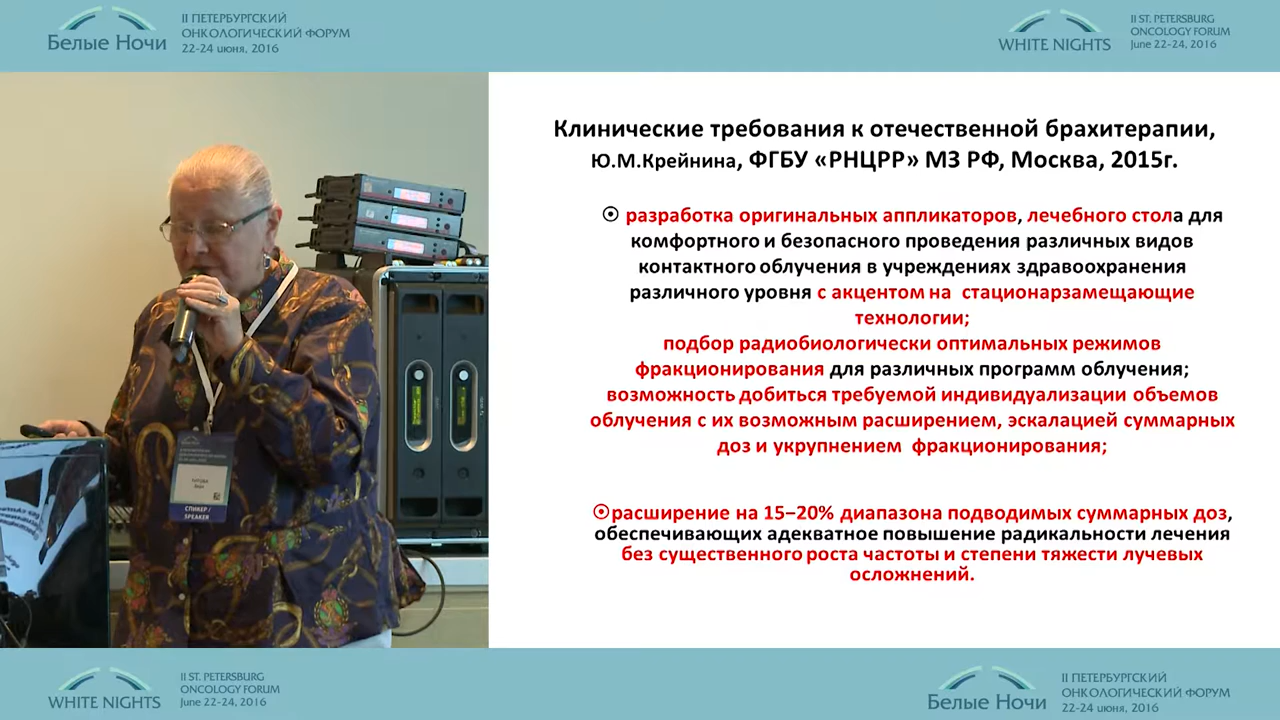 II ПЕТЕРБУРГСКИЙ
ОНКОЛОГИЧЕСКИЙ ФОРУМ
Белые Ночи
22-24 июня, 2016
II ST. PETERSBURG
ONCOLOGY FORUM
WHITE NIGHTS
June 22-24, 2016
Клинические требования к отечественной брахитерапии,
Ю.М.Крейнина, ФГБУ «РНЦРР» МЗ РФ, Москва, 2015г.
разработка оригинальных аппликаторов, лечебного стола для
комфортного и безопасного проведения различных видов
контактного облучения в учреждениях здравоохранения
различного уровня с акцентом на стационарзамещающие
технологии;
подбор радиобиологически оптимальных режимов
фракционирования для различных программ облучения;
возможность добиться требуемой индивидуализации объемов
облучения с их возможным расширением, эскалацией суммарных
доз и укрупнением фракционирования;
расширение на 15–20% диапазона подводимых суммарных доз,
обеспечивающих адекватное повышение радикальности лечения
без существенного роста частоты и степени тяжести лучевых
осложнений.
СПИКЕР /
SPEAKER
II ST. PETERSBURG
ONCOLOGY FORUM
WHITE NIGHTS
June 22-24, 2016
II ПЕТЕРБУРГСКИЙ
ОНКОЛОГИЧЕСКИЙ ФОРУМ
Белые Ночи
22-24 июня, 2016